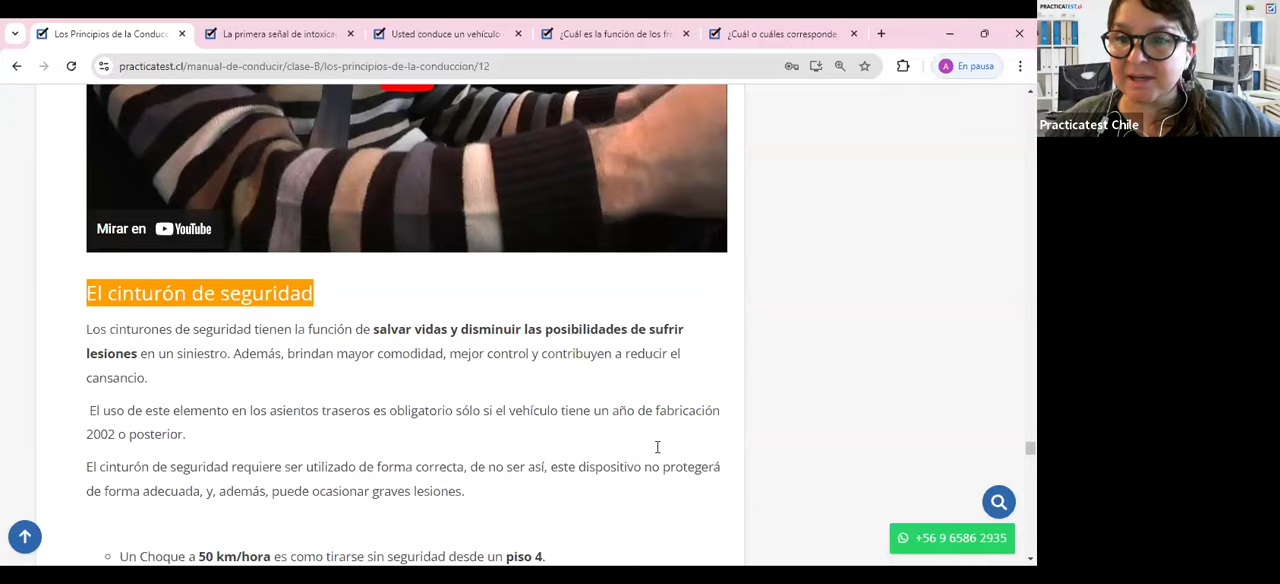 Los Principios de la Conducc
La primera señal de intoxica
Usted conduce un vehículo
¿Cuál es la función de los fre
¿Cuál o cuáles corresponde
practicatest.cl/manual-de-conducir/clase-B/los-principios-de-la-conduccion/12
A En pausa
PRACTICATEST.cl
Practicatest Chile
Mirar en YouTube
El cinturón de seguridad
Los cinturones de seguridad tienen la función de salvar vidas y disminuir las posibilidades de sufrir
lesiones en un siniestro. Además, brindan mayor comodidad, mejor control y contribuyen a reducir el
cansancio.
El uso de este elemento en los asientos traseros es obligatorio sólo si el vehículo tiene un año de fabricación
2002 o posterior.
El cinturón de seguridad requiere ser utilizado de forma correcta, de no ser así, este dispositivo no protegerá
de forma adecuada, y, además, puede ocasionar graves lesiones.
+56 9 6586 2935
Un Choque a 50 km/hora es como tirarse sin seguridad desde un piso 4.